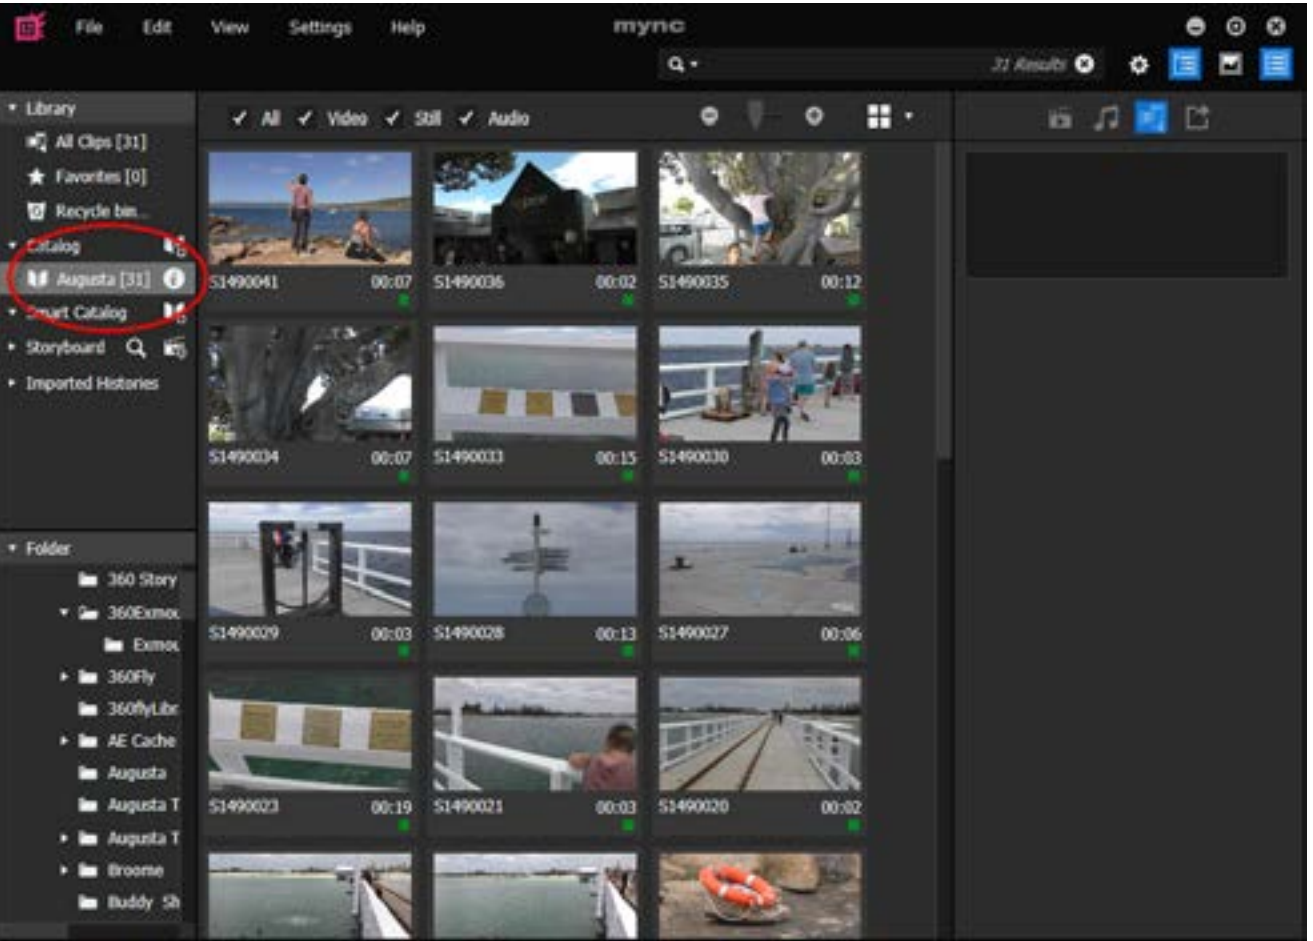 File Edit View Settings Help mync
31 Results
Library
All Clips [31]
Favorites [0]
Recycle bin...
Catalog
Augusta [31]
Smart Catalog
Storyboard
Imported Histories
Folder
360 Story
360Exmou
Exmou
360Fly
360flyLibr
AE Cache
Augusta
Augusta T
Augusta T
Broome
Buddy Sh
All Video Still Audio
S1490041 00:07 S1490036 00:02 S1490035 00:12
S1490034 00:07 S1490033 00:15 S1490030 00:03
S1490029 00:03 S1490028 00:13 S1490027 00:06
S1490023 00:19 S1490021 00:03 S1490020 00:02